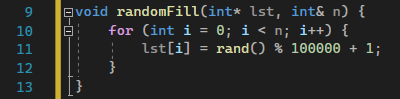 9 void randomFill(int* lst, int& n) {
10 for (int i = 0; i < n; i++) {
11 lst[i] = rand() % 100000 + 1;
12 }
13 }